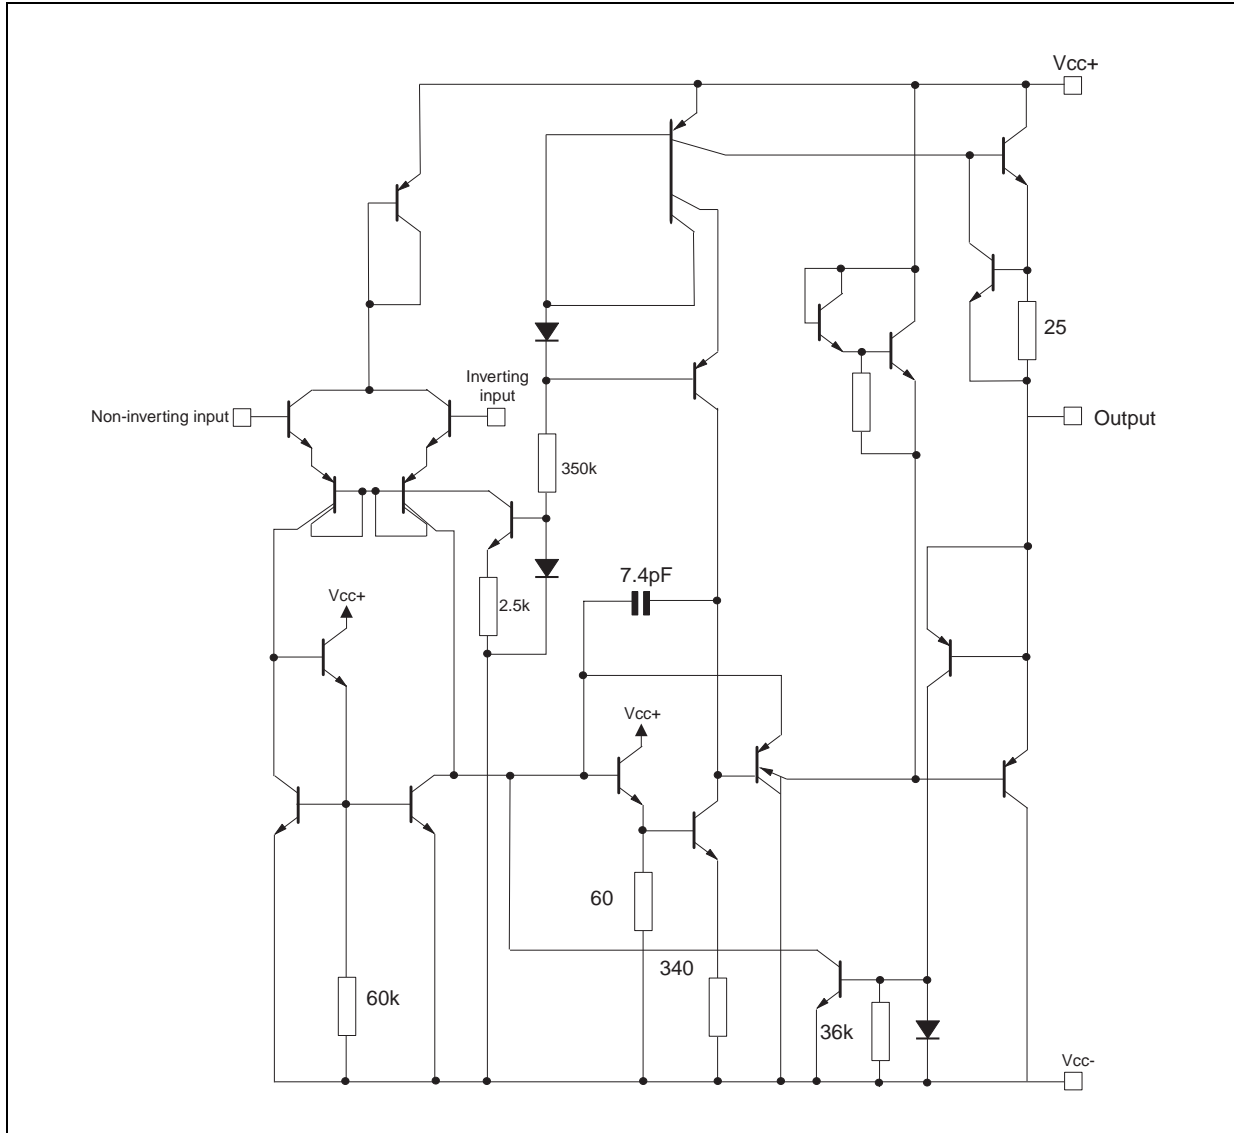 Vcc+
25
Inverting
input
Non-inverting input
Output
350k
7.4pF
Vcc+
2.5k
Vcc+
60
340
60k
36k
Vcc-